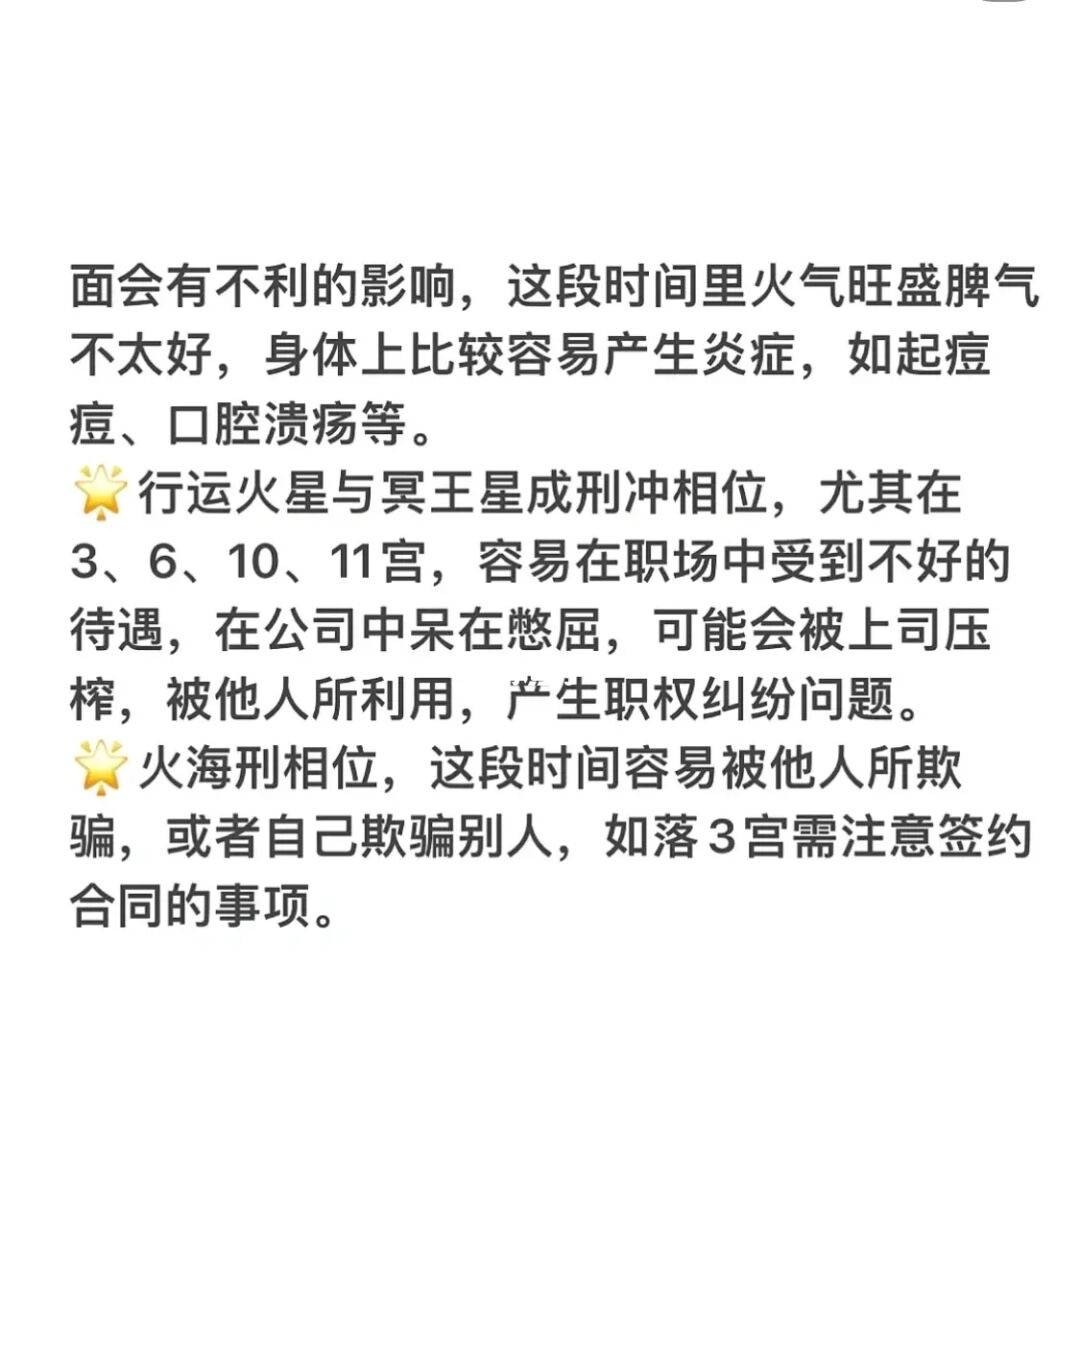 面会有不利的影响，这段时间里火气旺盛脾气
不太好，身体上比较容易产生炎症，如起痘
痘、口腔溃疡等。
🌟行运火星与冥王星成刑冲相位，尤其在
3、6、10、11宫，容易在职场中受到不好的
待遇，在公司中呆在憋屈，可能会被上司压
榨，被他人所利用，产生职权纠纷问题。
🌟火海刑相位，这段时间容易被他人所欺
骗，或者自己欺骗别人，如落3宫需注意签约
合同的事项。